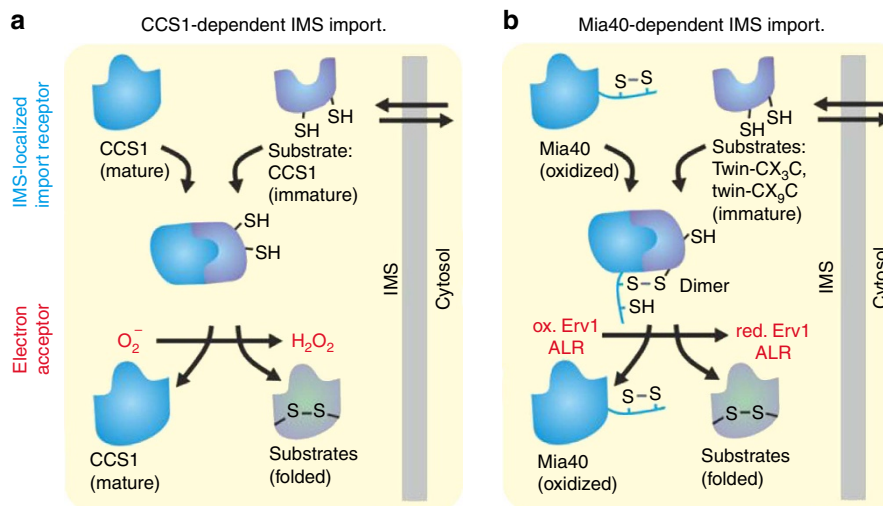 a
CCS1-dependent IMS import.
IMS-localized
import receptor
Electron
acceptor
SH
SH
CCS1
(mature)
Substrate:
CCS1
(immature)
SH
SH
IMS
Cytosol
O₂⁻
H₂O₂
S–S
CCS1
(mature)
Substrates
(folded)
b
Mia40-dependent IMS import.
S–S
SH
SH
Mia40
(oxidized)
Substrates:
Twin-CX₃C,
twin-CX₉C
(immature)
SH
S–S
Dimer
SH
IMS
Cytosol
ox. Erv1
ALR
red. Erv1
ALR
S–S
S–S
Mia40
(oxidized)
Substrates
(folded)